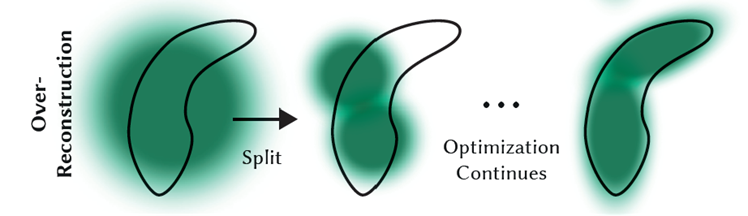 Over-
Reconstruction
Split
...
Optimization
Continues